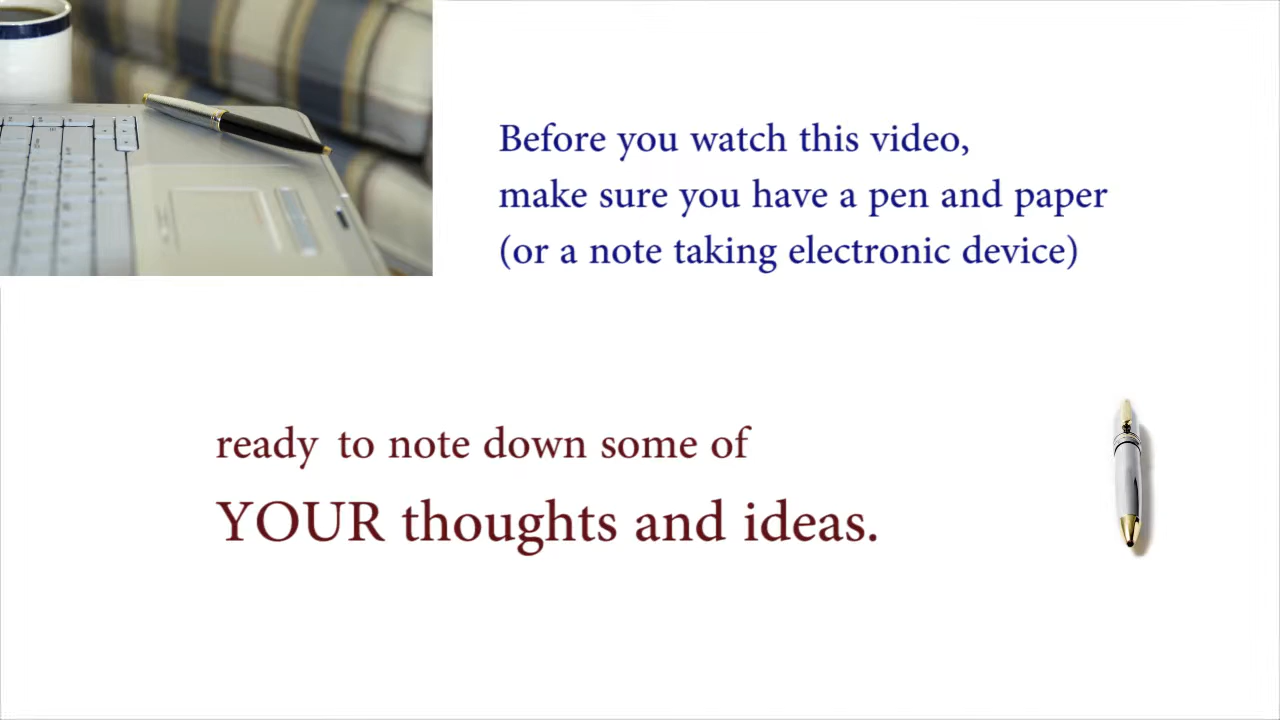 Before you watch this video,
make sure you have a pen and paper
(or a note taking electronic device)
ready to note down some of
YOUR thoughts and ideas.